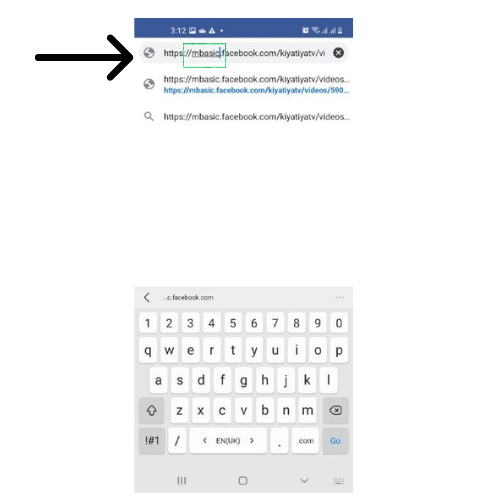 3:12
https://mbasic.facebook.com/kiyatiyatv/vi
https://mbasic.facebook.com/kiyatiyatv/videos...
https://mbasic.facebook.com/kiyatiyatv/videos/590...
https://mbasic.facebook.com/kiyatiyatv/videos...
...c.facebook.com
1 2 3 4 5 6 7 8 9 0
q w e r t y u i o p
a s d f g h j k l
z x c v b n m
!#1 / < EN(UK) > . .com Go